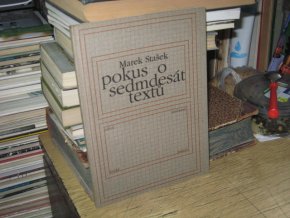 Marek Stašek
pokus o
sedmdesát
textů